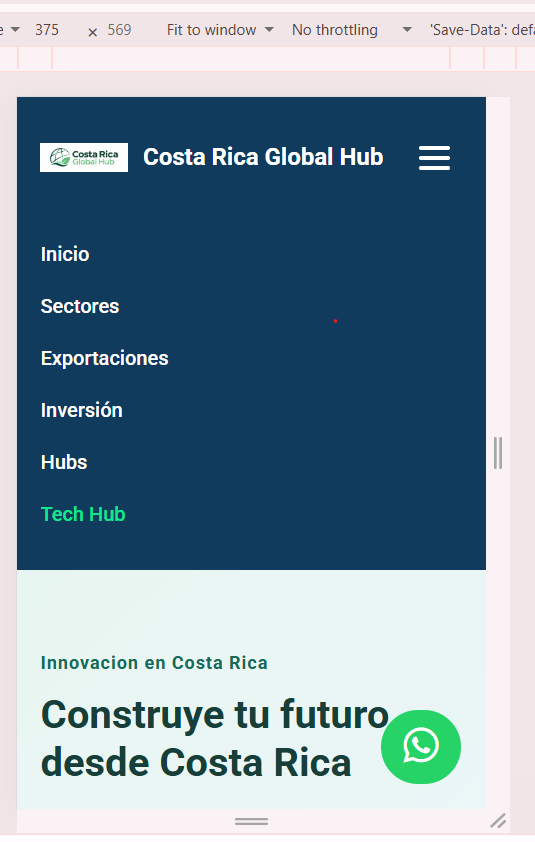 375 × 569 Fit to window No throttling 'Save-Data': defa
Costa Rica
Global Hub
Costa Rica Global Hub
Inicio
Sectores
Exportaciones
Inversión
Hubs
Tech Hub
Innovacion en Costa Rica
Construye tu futuro
desde Costa Rica